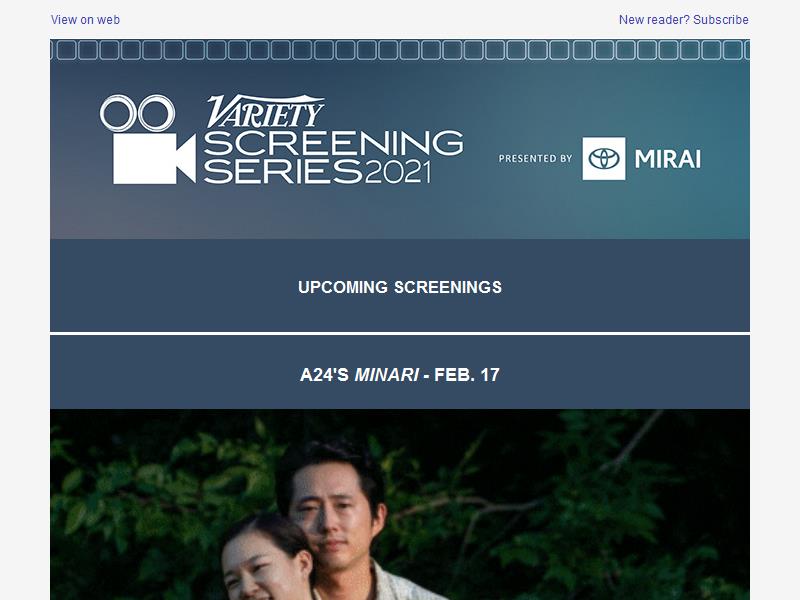 View on web
New reader? Subscribe
VARIETY
SCREENING
SERIES 2021
PRESENTED BY
MIRAI
UPCOMING SCREENINGS
A24'S MINARI - FEB. 17